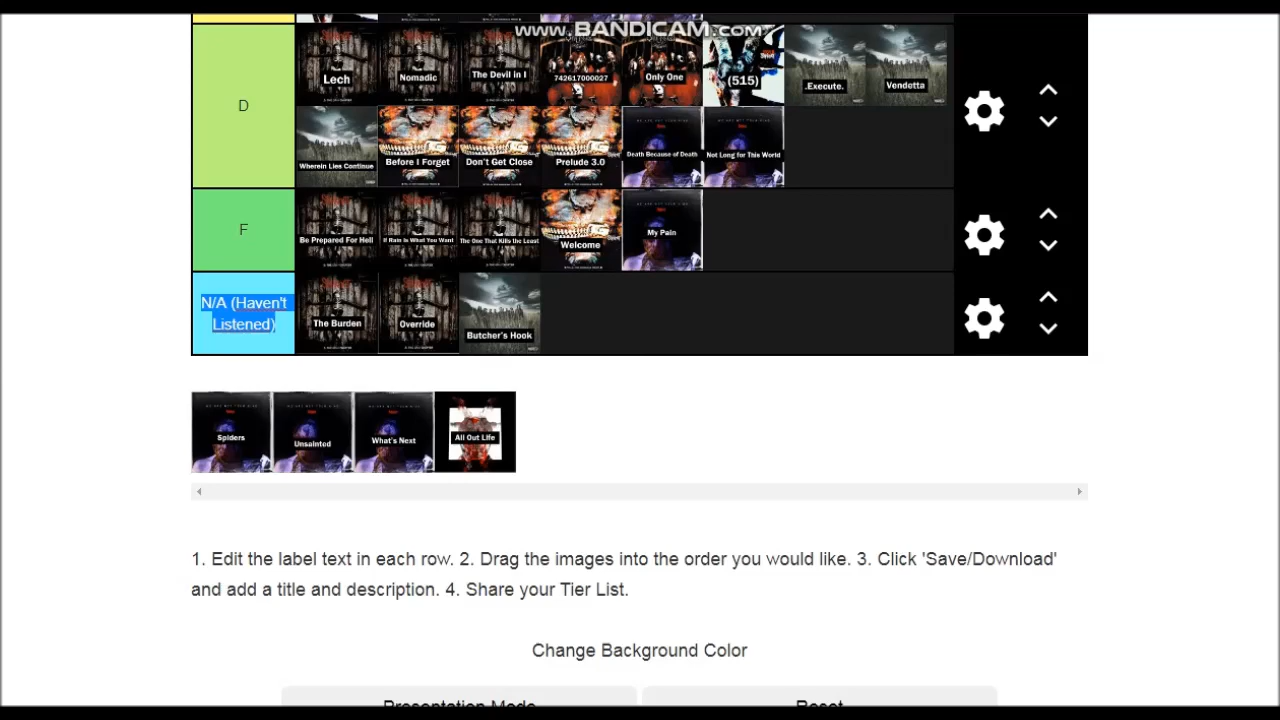 www.BANDICAM.com
D
Lech
Nomadic
The Devil in I
742617000027
Only One
(515)
.Execute.
Vendetta
Wherein Lies Continue
Before I Forget
Don't Get Close
Prelude 3.0
Death Because of Death
Not Long for This World
F
Be Prepared For Hell
If Rain is What You Want
The One That Kills the Least
Welcome
My Pain
N/A (Haven't
Listened)
The Burden
Override
Butcher's Hook
Spiders
Unsainted
What's Next
All Out Life
1. Edit the label text in each row. 2. Drag the images into the order you would like. 3. Click 'Save/Download'
and add a title and description. 4. Share your Tier List.
Change Background Color
Presentation Mode
Reset